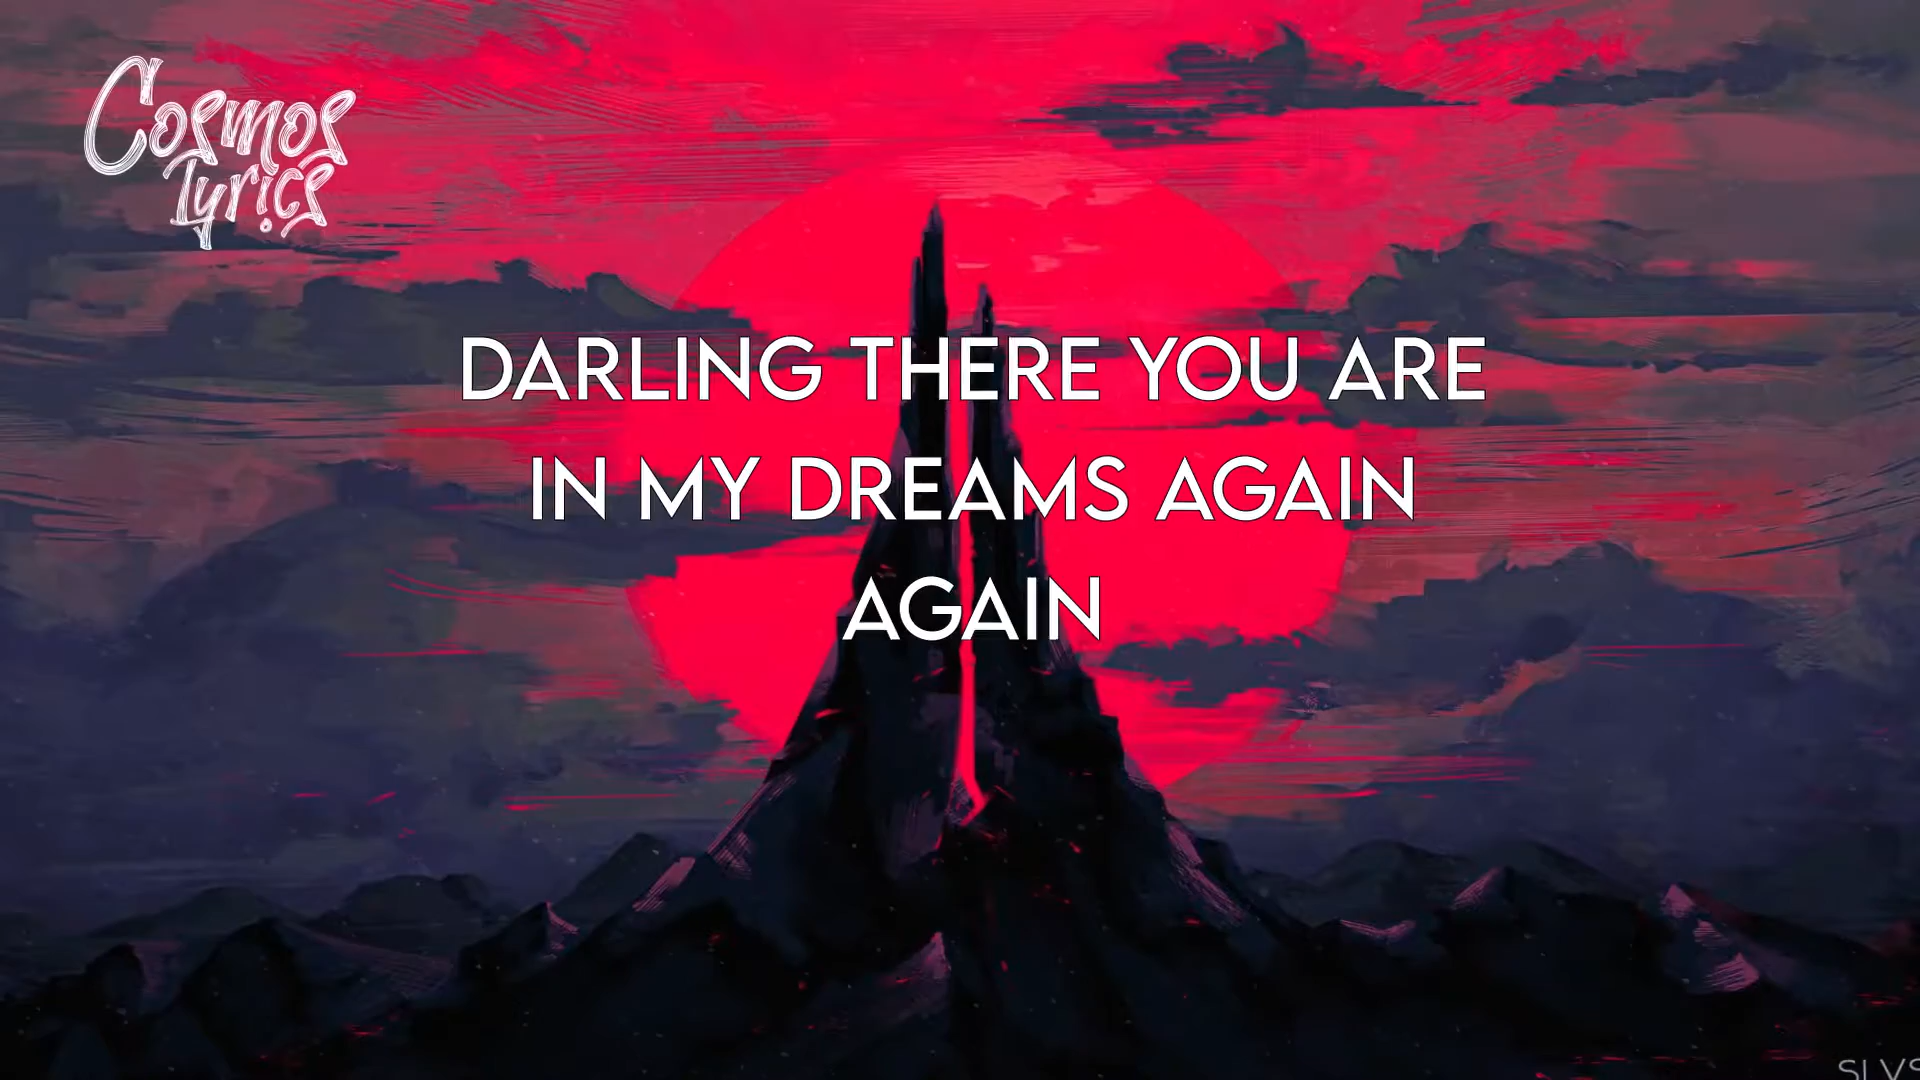 Cosmos
Lyrics
DARLING THERE YOU ARE
IN MY DREAMS AGAIN
AGAIN